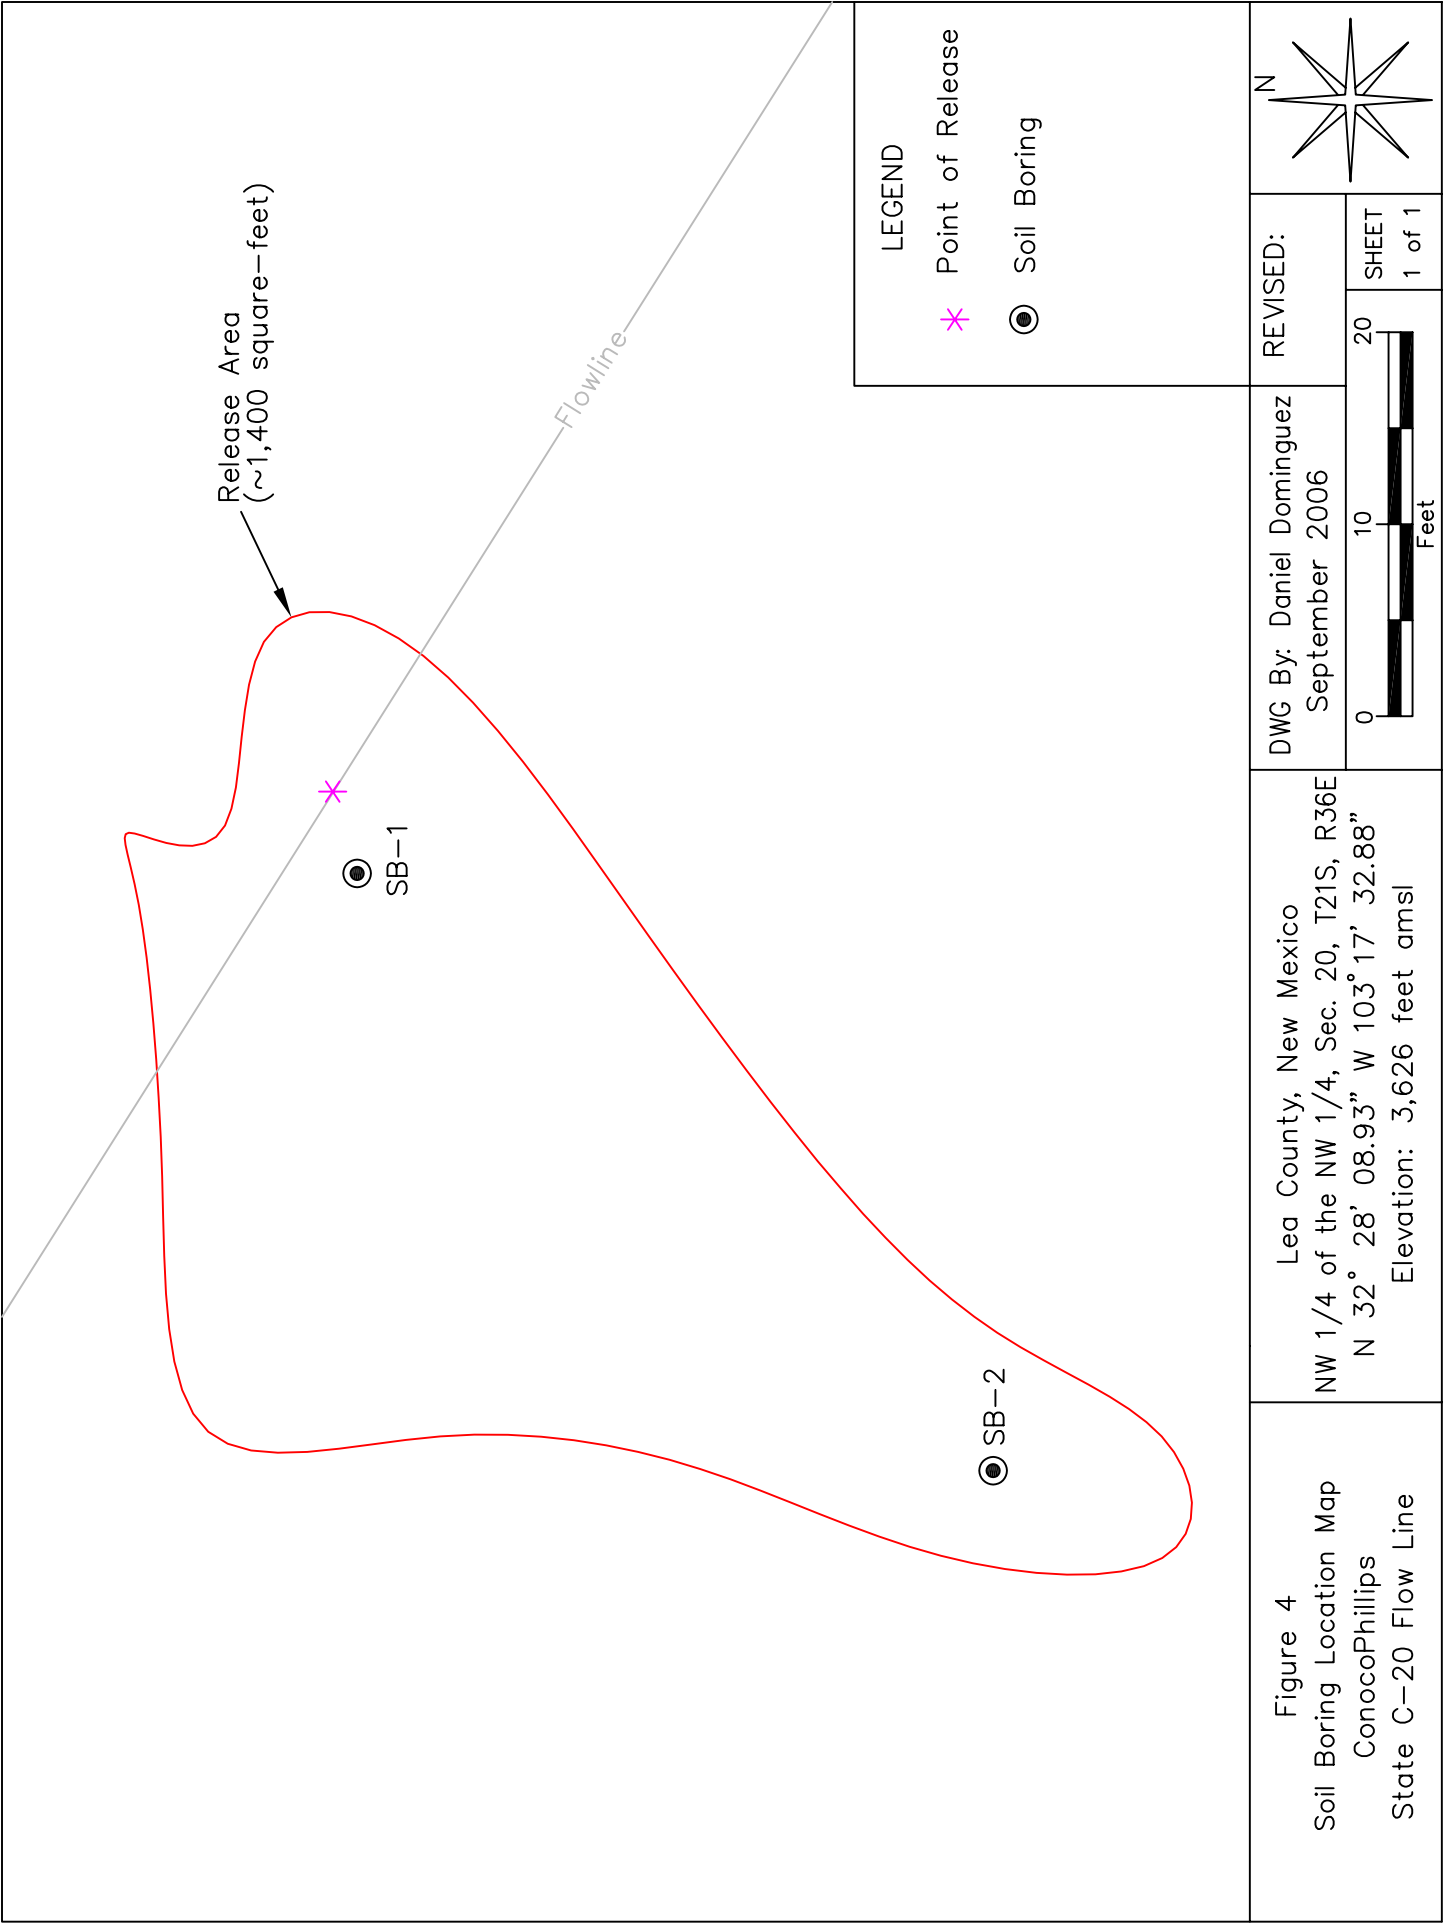 Release Area
(~1,400 square-feet)
Flowline
SB-1
SB-2
LEGEND
Point of Release
Soil Boring
Figure 4
Soil Boring Location Map
ConocoPhillips
State C-20 Flow Line
Lea County, New Mexico
NW 1/4 of the NW 1/4, Sec. 20, T21S, R36E
N 32° 28' 08.93" W 103° 17' 32.88"
Elevation: 3,626 feet amsl
DWG By: Daniel Dominguez
September 2006
REVISED:
0 10 20
Feet
SHEET
1 of 1
N